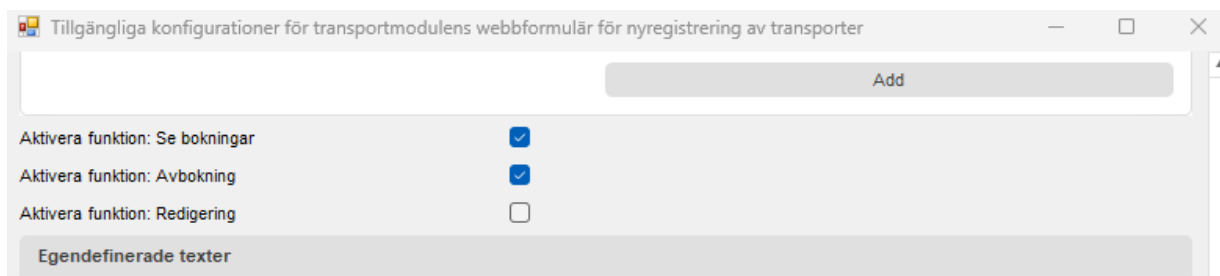 Tillgängliga konfigurationer för transportmodulens webbformulär för nyregistrering av transporter
Add
Aktivera funktion: Se bokningar
Aktivera funktion: Avbokning
Aktivera funktion: Redigering
Egendefinerade texter